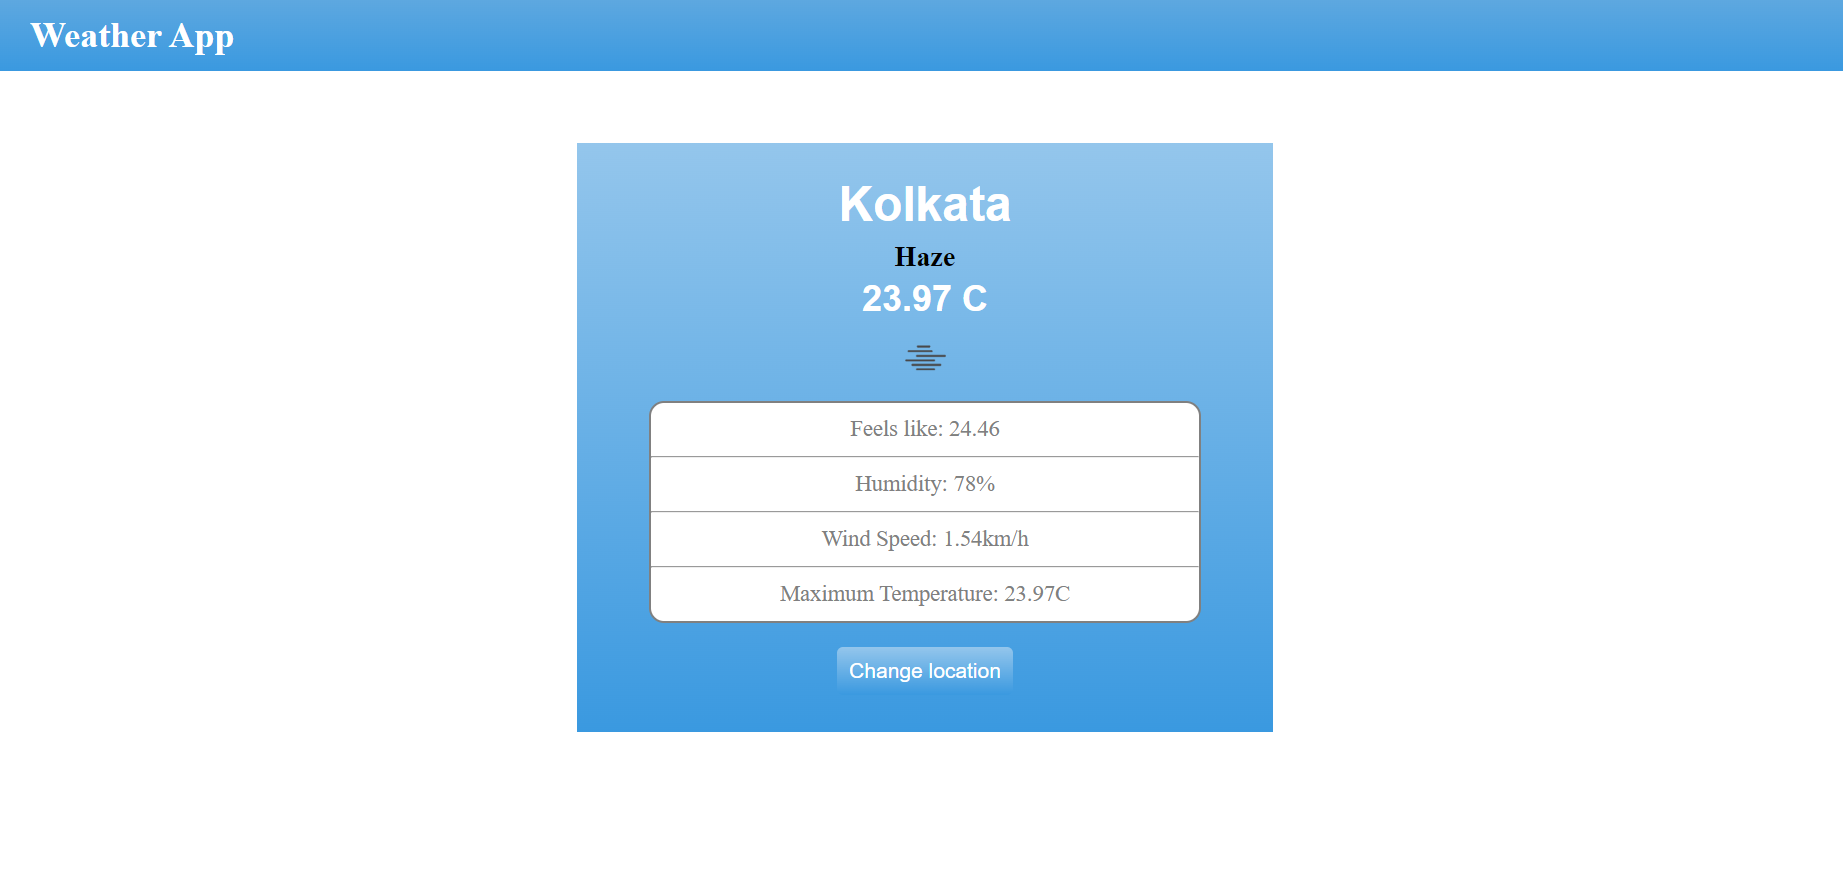 Weather App
Kolkata
Haze
23.97 C
Feels like: 24.46
Humidity: 78%
Wind Speed: 1.54km/h
Maximum Temperature: 23.97C
Change location